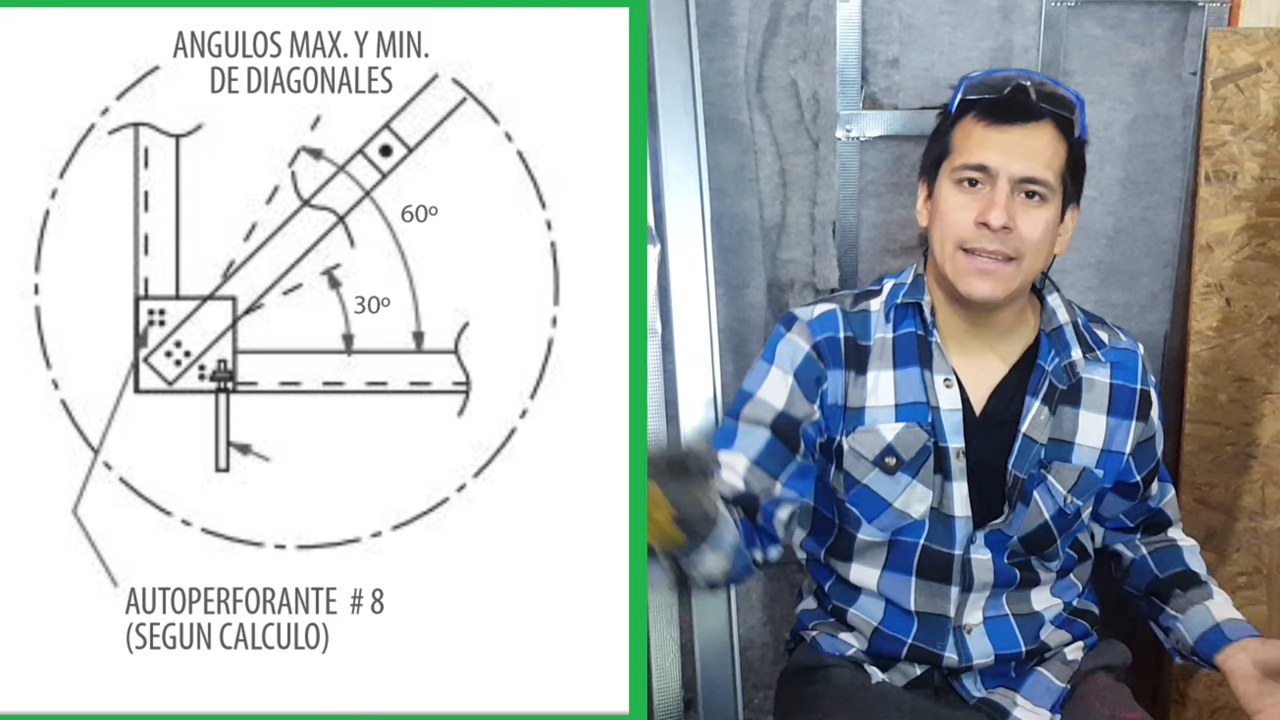 ANGULOS MAX. Y MIN.
DE DIAGONALES
60º
30º
AUTOPERFORANTE # 8
(SEGUN CALCULO)